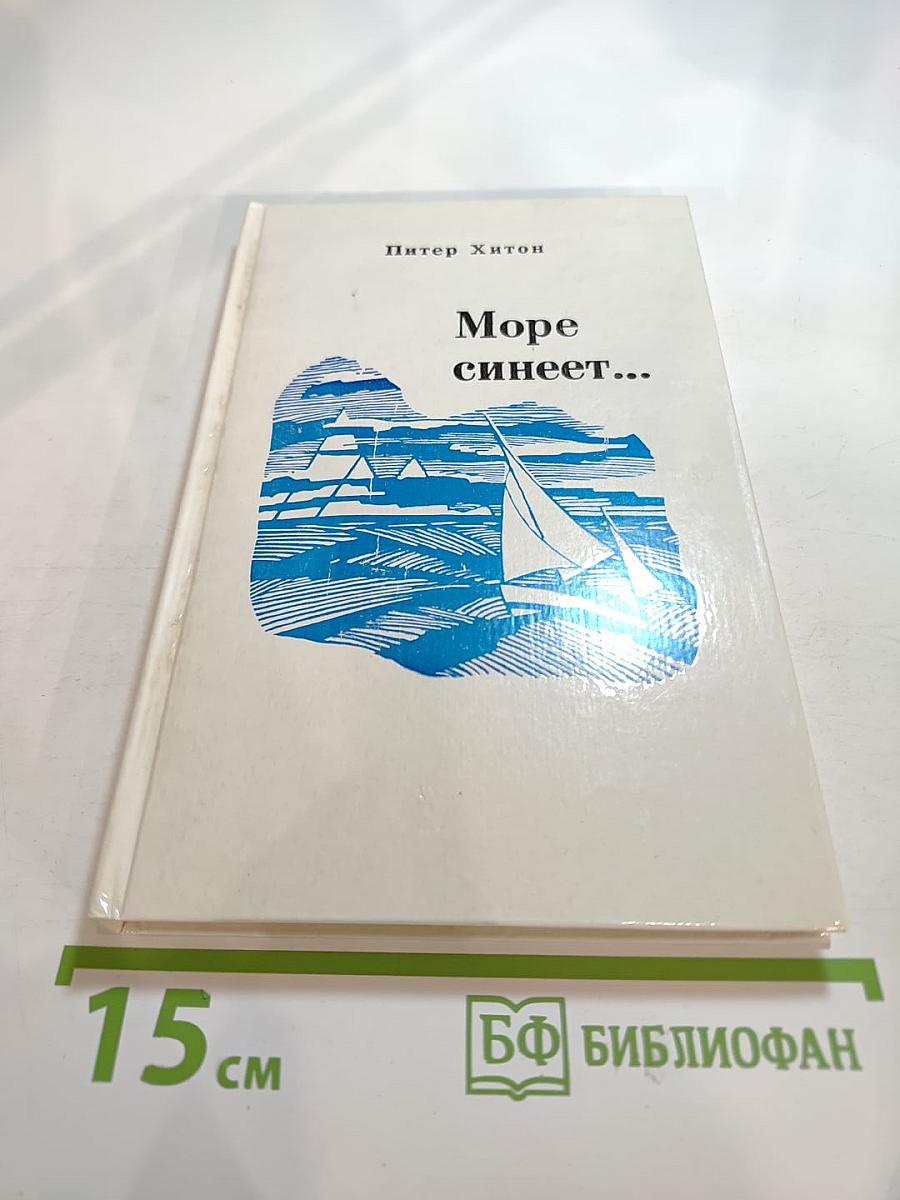 Питер Хитон
Море
синеет...
15 см
БФ БИБЛИОФАН